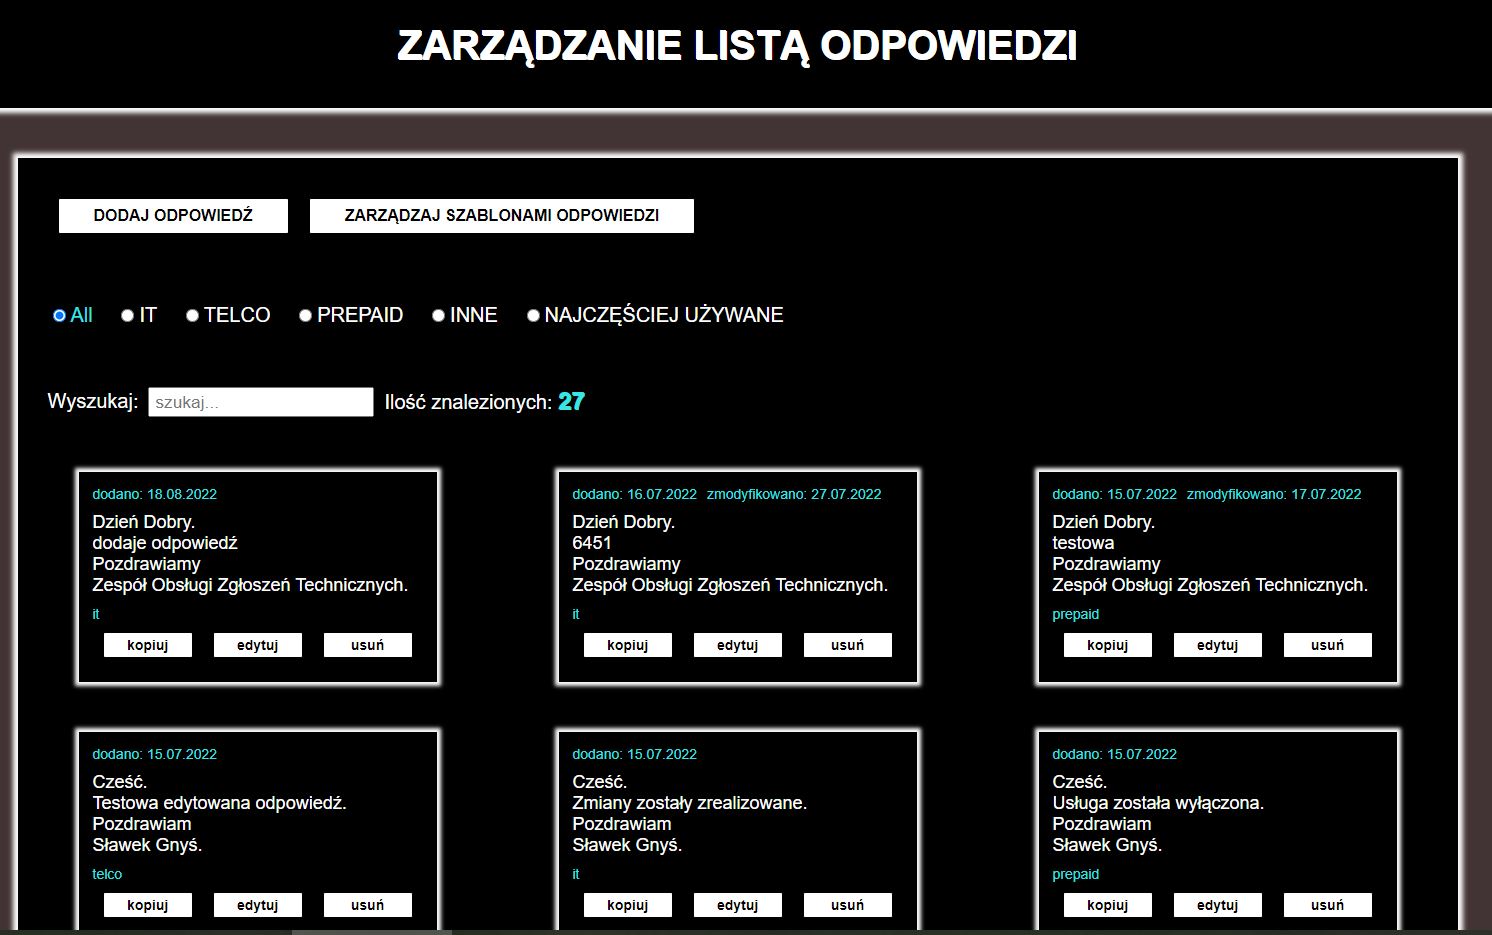 ZARZĄDZANIE LISTĄ ODPOWIEDZI
DODAJ ODPOWIEDŹ ZARZĄDZAJ SZABLONAMI ODPOWIEDZI
All IT TELCO PREPAID INNE NAJCZĘŚCIEJ UŻYWANE
Wyszukaj: szukaj... Ilość znalezionych: 27
dodano: 18.08.2022
Dzień Dobry.
dodaje odpowiedź
Pozdrawiamy
Zespół Obsługi Zgłoszeń Technicznych.
it
kopiuj edytuj usuń
dodano: 16.07.2022 zmodyfikowano: 27.07.2022
Dzień Dobry.
6451
Pozdrawiamy
Zespół Obsługi Zgłoszeń Technicznych.
it
kopiuj edytuj usuń
dodano: 15.07.2022 zmodyfikowano: 17.07.2022
Dzień Dobry.
testowa
Pozdrawiamy
Zespół Obsługi Zgłoszeń Technicznych.
prepaid
kopiuj edytuj usuń
dodano: 15.07.2022
Cześć.
Testowa edytowana odpowiedź.
Pozdrawiam
Sławek Gnyś.
telco
kopiuj edytuj usuń
dodano: 15.07.2022
Cześć.
Zmiany zostały zrealizowane.
Pozdrawiam
Sławek Gnyś.
it
kopiuj edytuj usuń
dodano: 15.07.2022
Cześć.
Usługa została wyłączona.
Pozdrawiam
Sławek Gnyś.
prepaid
kopiuj edytuj usuń